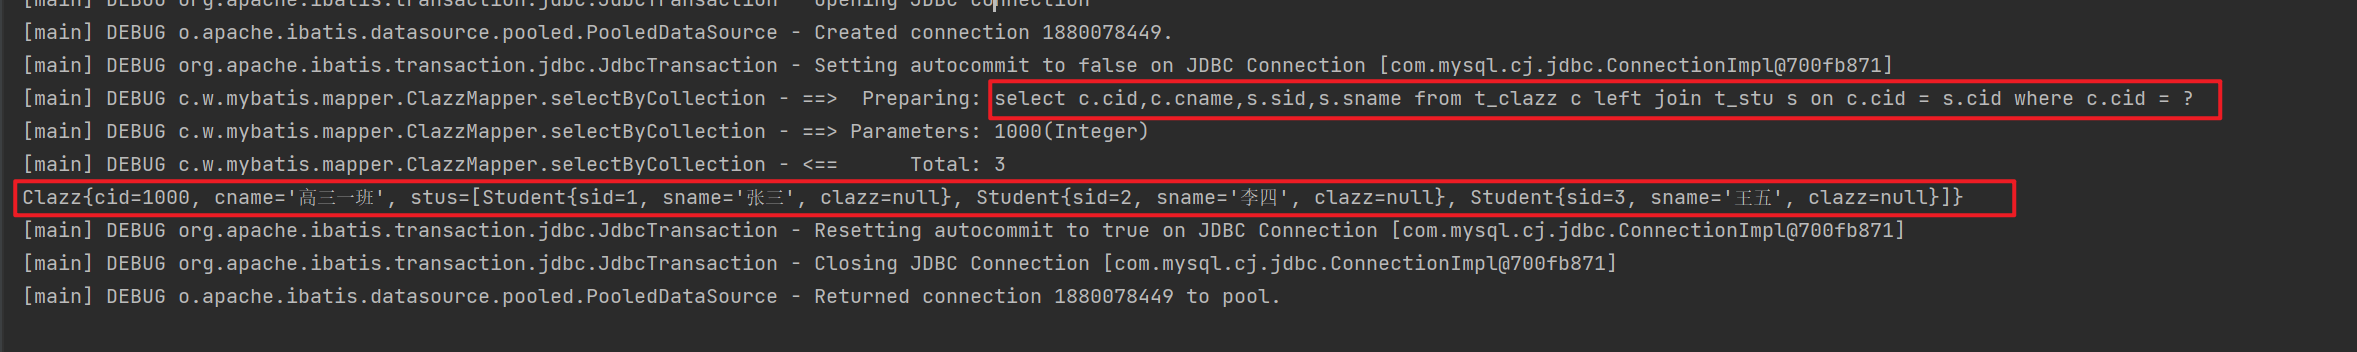 [main] DEBUG org.apache.ibatis.transaction.jdbc.JdbcTransaction - Opening JDBC Connection
[main] DEBUG o.apache.ibatis.datasource.pooled.PooledDataSource - Created connection 1880078449.
[main] DEBUG org.apache.ibatis.transaction.jdbc.JdbcTransaction - Setting autocommit to false on JDBC Connection [com.mysql.cj.jdbc.ConnectionImpl@700fb871]
[main] DEBUG c.w.mybatis.mapper.ClazzMapper.selectByCollection - ==>  Preparing: select c.cid,c.cname,s.sid,s.sname from t_clazz c left join t_stu s on c.cid = s.cid where c.cid = ?
[main] DEBUG c.w.mybatis.mapper.ClazzMapper.selectByCollection - ==> Parameters: 1000(Integer)
[main] DEBUG c.w.mybatis.mapper.ClazzMapper.selectByCollection - <==      Total: 3
Clazz{cid=1000, cname='高三一班', stus=[Student{sid=1, sname='张三', clazz=null}, Student{sid=2, sname='李四', clazz=null}, Student{sid=3, sname='王五', clazz=null}]}
[main] DEBUG org.apache.ibatis.transaction.jdbc.JdbcTransaction - Resetting autocommit to true on JDBC Connection [com.mysql.cj.jdbc.ConnectionImpl@700fb871]
[main] DEBUG org.apache.ibatis.transaction.jdbc.JdbcTransaction - Closing JDBC Connection [com.mysql.cj.jdbc.ConnectionImpl@700fb871]
[main] DEBUG o.apache.ibatis.datasource.pooled.PooledDataSource - Returned connection 1880078449 to pool.